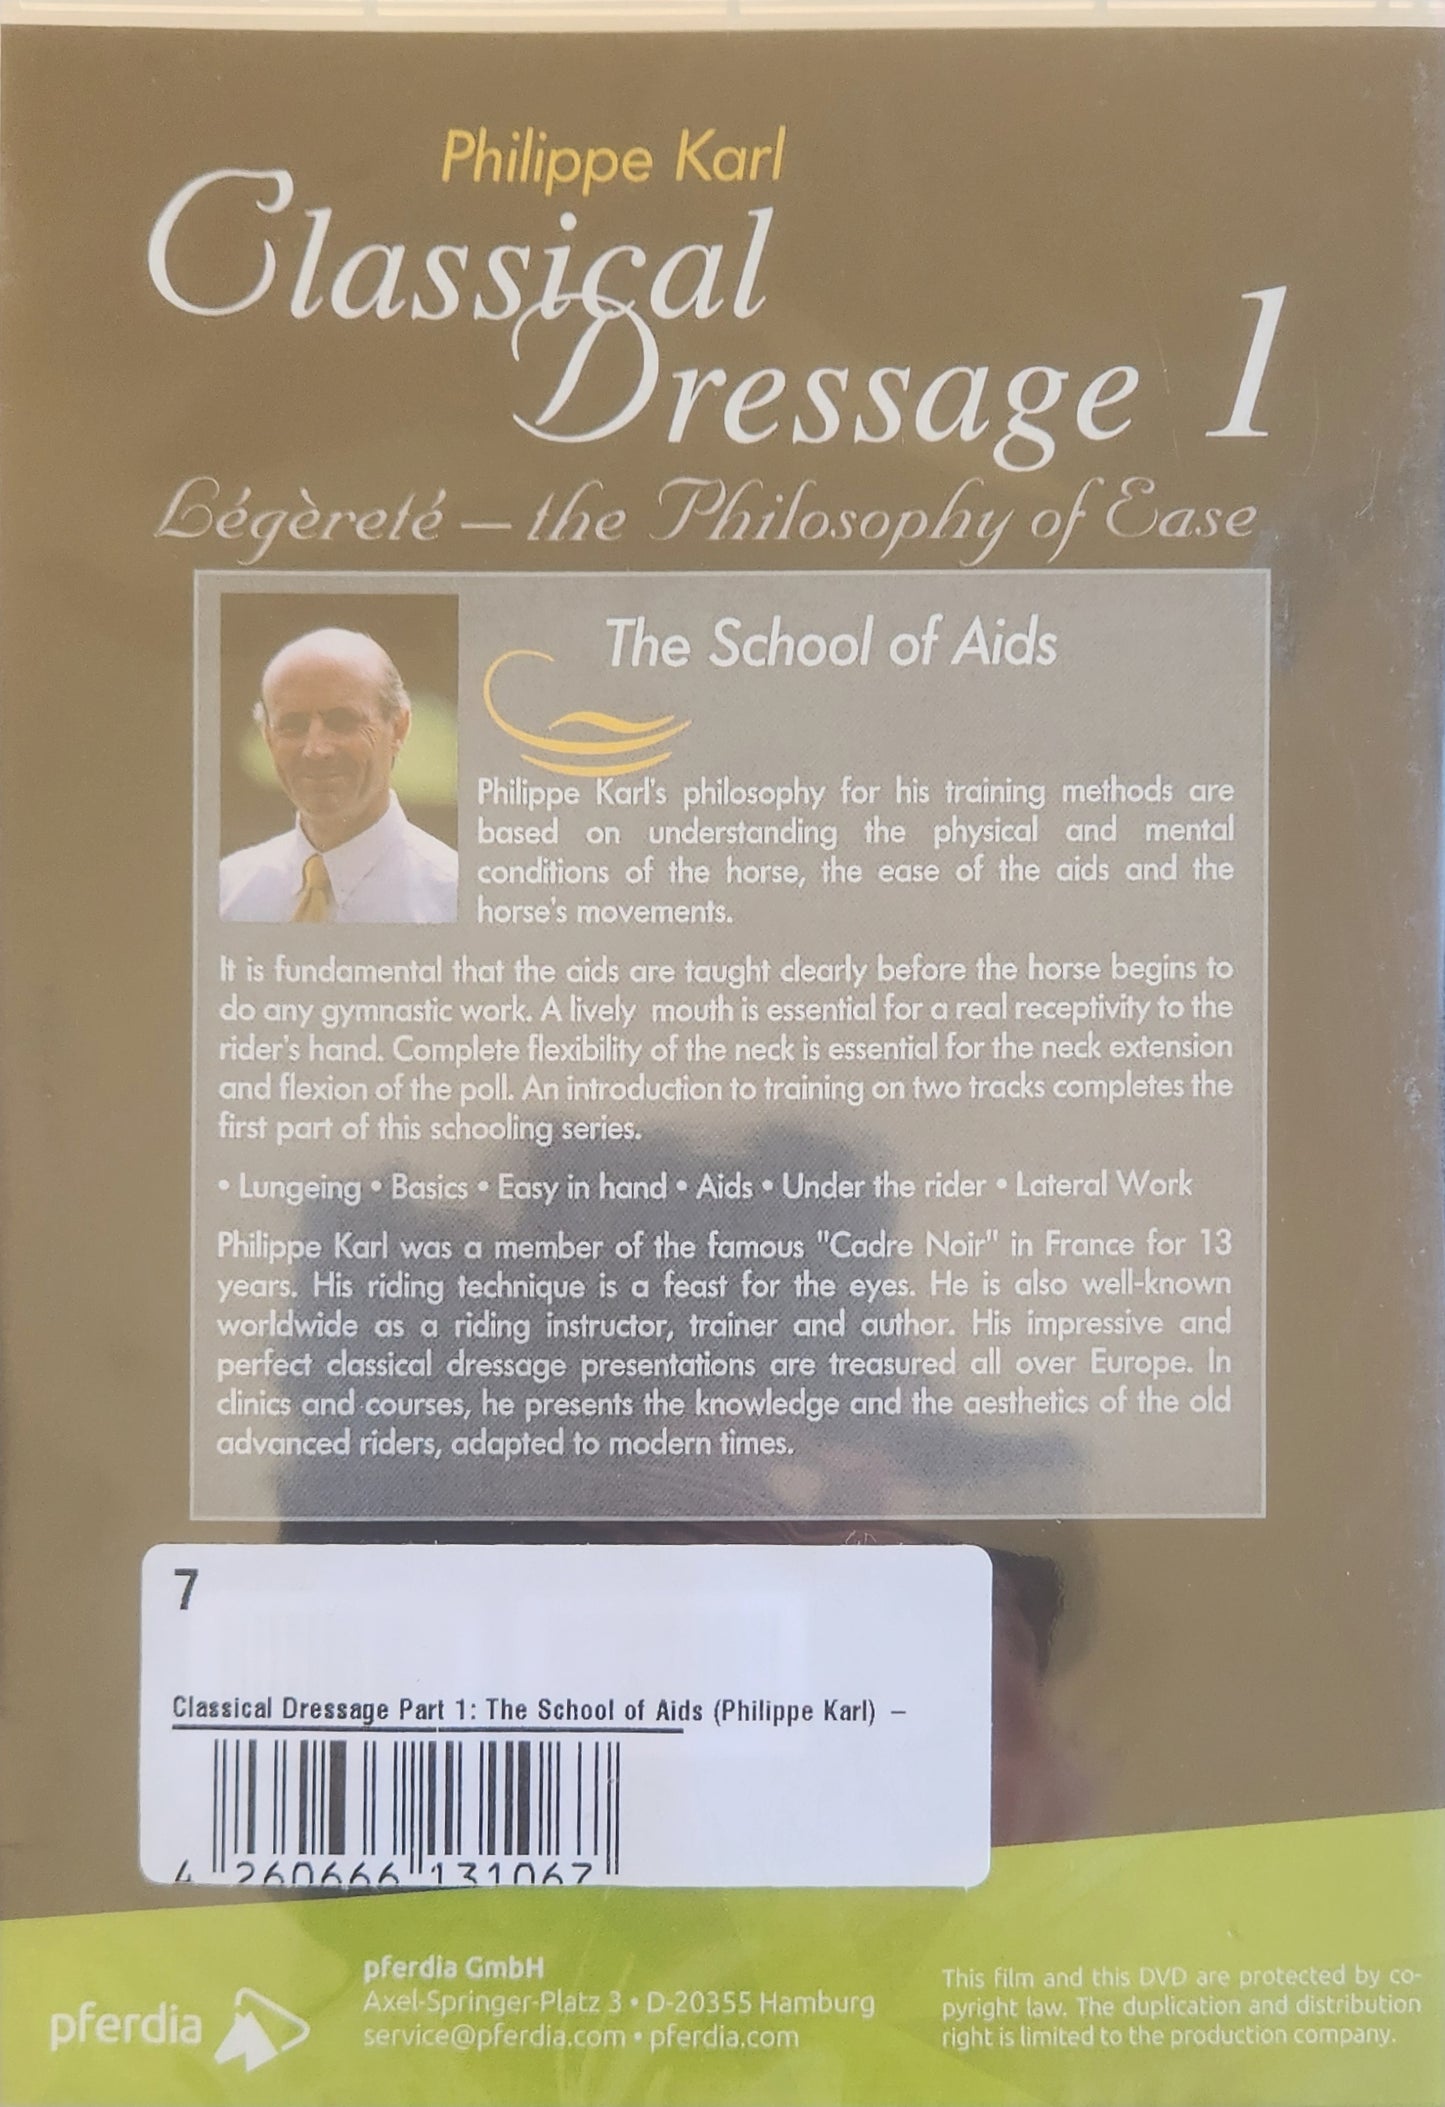 Philippe Karl
Classical
Dressage 1
Légèreté – the Philosophy of Ease
The School of Aids
Philippe Karl's philosophy for his training methods are
based on understanding the physical and mental
conditions of the horse, the ease of the aids and the
horse's movements.
It is fundamental that the aids are taught clearly before the horse begins to
do any gymnastic work. A lively mouth is essential for a real receptivity to the
rider's hand. Complete flexibility of the neck is essential for the neck extension
and flexion of the poll. An introduction to training on two tracks completes the
first part of this schooling series.
• Lungeing • Basics • Easy in hand • Aids • Under the rider • Lateral Work
Philippe Karl was a member of the famous "Cadre Noir" in France for 13
years. His riding technique is a feast for the eyes. He is also well-known
worldwide as a riding instructor, trainer and author. His impressive and
perfect classical dressage presentations are treasured all over Europe. In
clinics and courses, he presents the knowledge and the aesthetics of the old
advanced riders, adapted to modern times.
7
Classical Dressage Part 1: The School of Aids (Philippe Karl) –
4 260666 131067
pferdia
pferdia GmbH
Axel-Springer-Platz 3 • D-20355 Hamburg
service@pferdia.com • pferdia.com
This film and this DVD are protected by co-
pyright law. The duplication and distribution
right is limited to the production company.